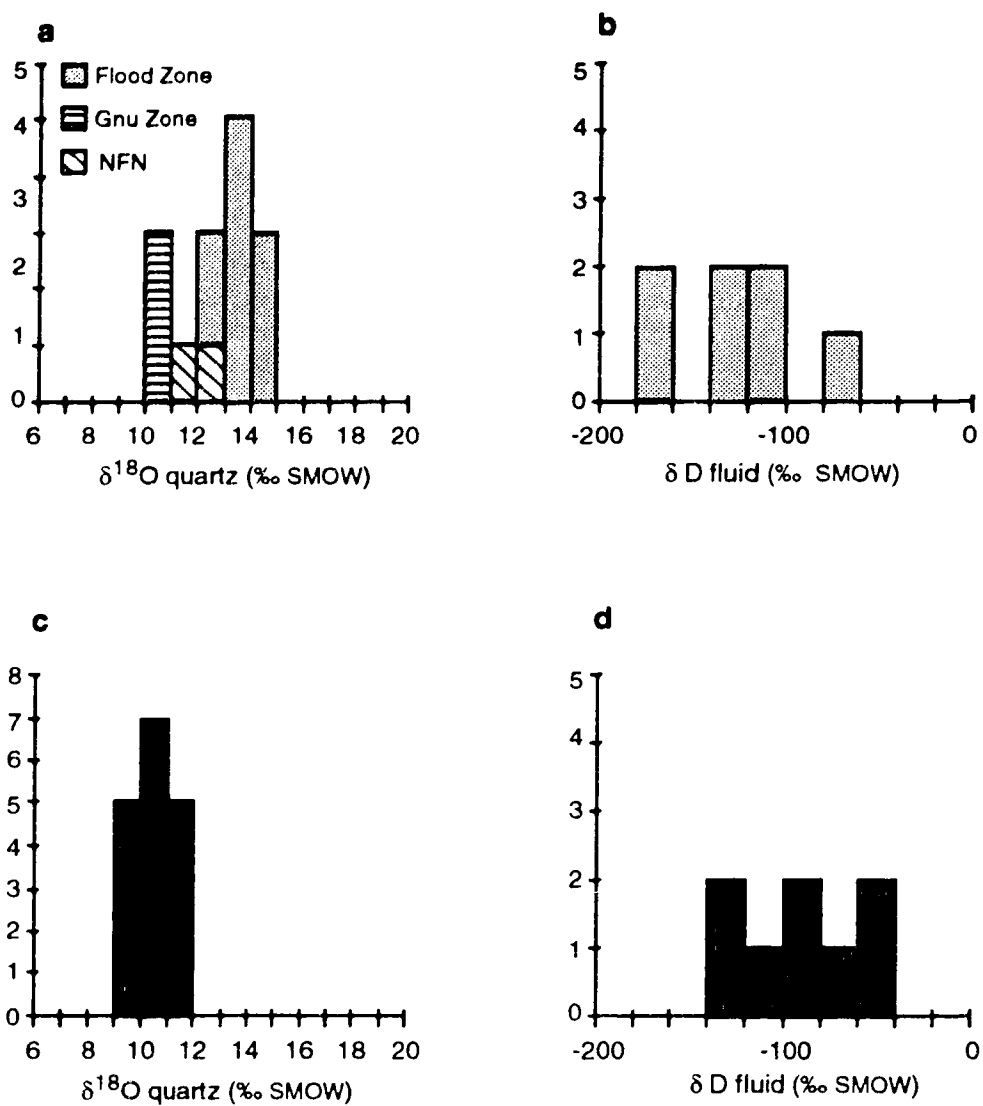 a
5
4
3
2
1
0
Flood Zone
Gnu Zone
NFN
6 8 10 12 14 16 18 20
δ18O quartz (‰ SMOW)
b
5
4
3
2
1
0
-200 -100 0
δ D fluid (‰ SMOW)
c
8
7
6
5
4
3
2
1
0
6 8 10 12 14 16 18 20
δ18O quartz (‰ SMOW)
d
5
4
3
2
1
0
-200 -100 0
δ D fluid (‰ SMOW)